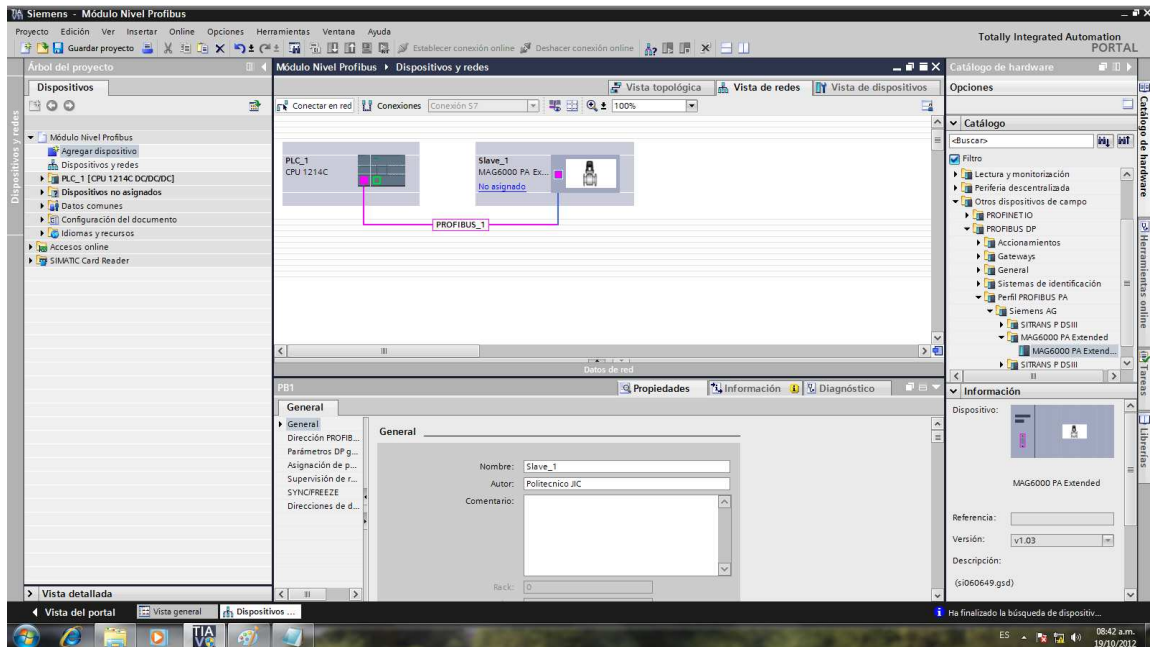 Siemens - Módulo Nivel Profibus
Proyecto Edición Ver Insertar Online Opciones Herramientas Ventana Ayuda
Guardar proyecto
Establecer conexión online
Deshacer conexión online
Totally Integrated Automation
PORTAL
Árbol del proyecto
Dispositivos
Dispositivos y redes
Módulo Nivel Profibus
Agregar dispositivo
Dispositivos y redes
PLC_1 [CPU 1214C DC/DC/DC]
Dispositivos no asignados
Datos comunes
Configuración del documento
Idiomas y recursos
Accesos online
SIMATIC Card Reader
Vista detallada
Módulo Nivel Profibus Dispositivos y redes
Vista topológica
Vista de redes
Vista de dispositivos
Conectar en red
Conexiones
Conexión S7
100%
PLC_1
CPU 1214C
Slave_1
MAG6000 PA Ex...
No asignado
PROFIBUS_1
Datos de red
PB1
Propiedades
Información
Diagnóstico
General
General
Dirección PROFIB...
Parámetros DP g...
Asignación de p...
Supervisión de r...
SYNC/FREEZE
Direcciones de d...
General
Nombre: Slave_1
Autor: Politecnico JIC
Comentario:
Rack: 0
Catálogo de hardware
Opciones
Catálogo
<Buscar>
Filtro
Lectura y monitorización
Periferia descentralizada
Otros dispositivos de campo
PROFINET IO
PROFIBUS DP
Accionamientos
Gateways
General
Sistemas de identificación
Perfil PROFIBUS PA
Siemens AG
SITRANS P DSIII
MAG6000 PA Extended
MAG6000 PA Extend...
SITRANS P DSIII
Información
Dispositivo:
MAG6000 PA Extended
Referencia:
Versión: v1.03
Descripción:
(si060649.gsd)
Catálogo de hardware
Herramientas online
Tareas
Librerías
Vista del portal
Vista general
Dispositivos ...
Ha finalizado la búsqueda de dispositiv...
TIA
V11
ES
08:42 a.m.
19/10/2012